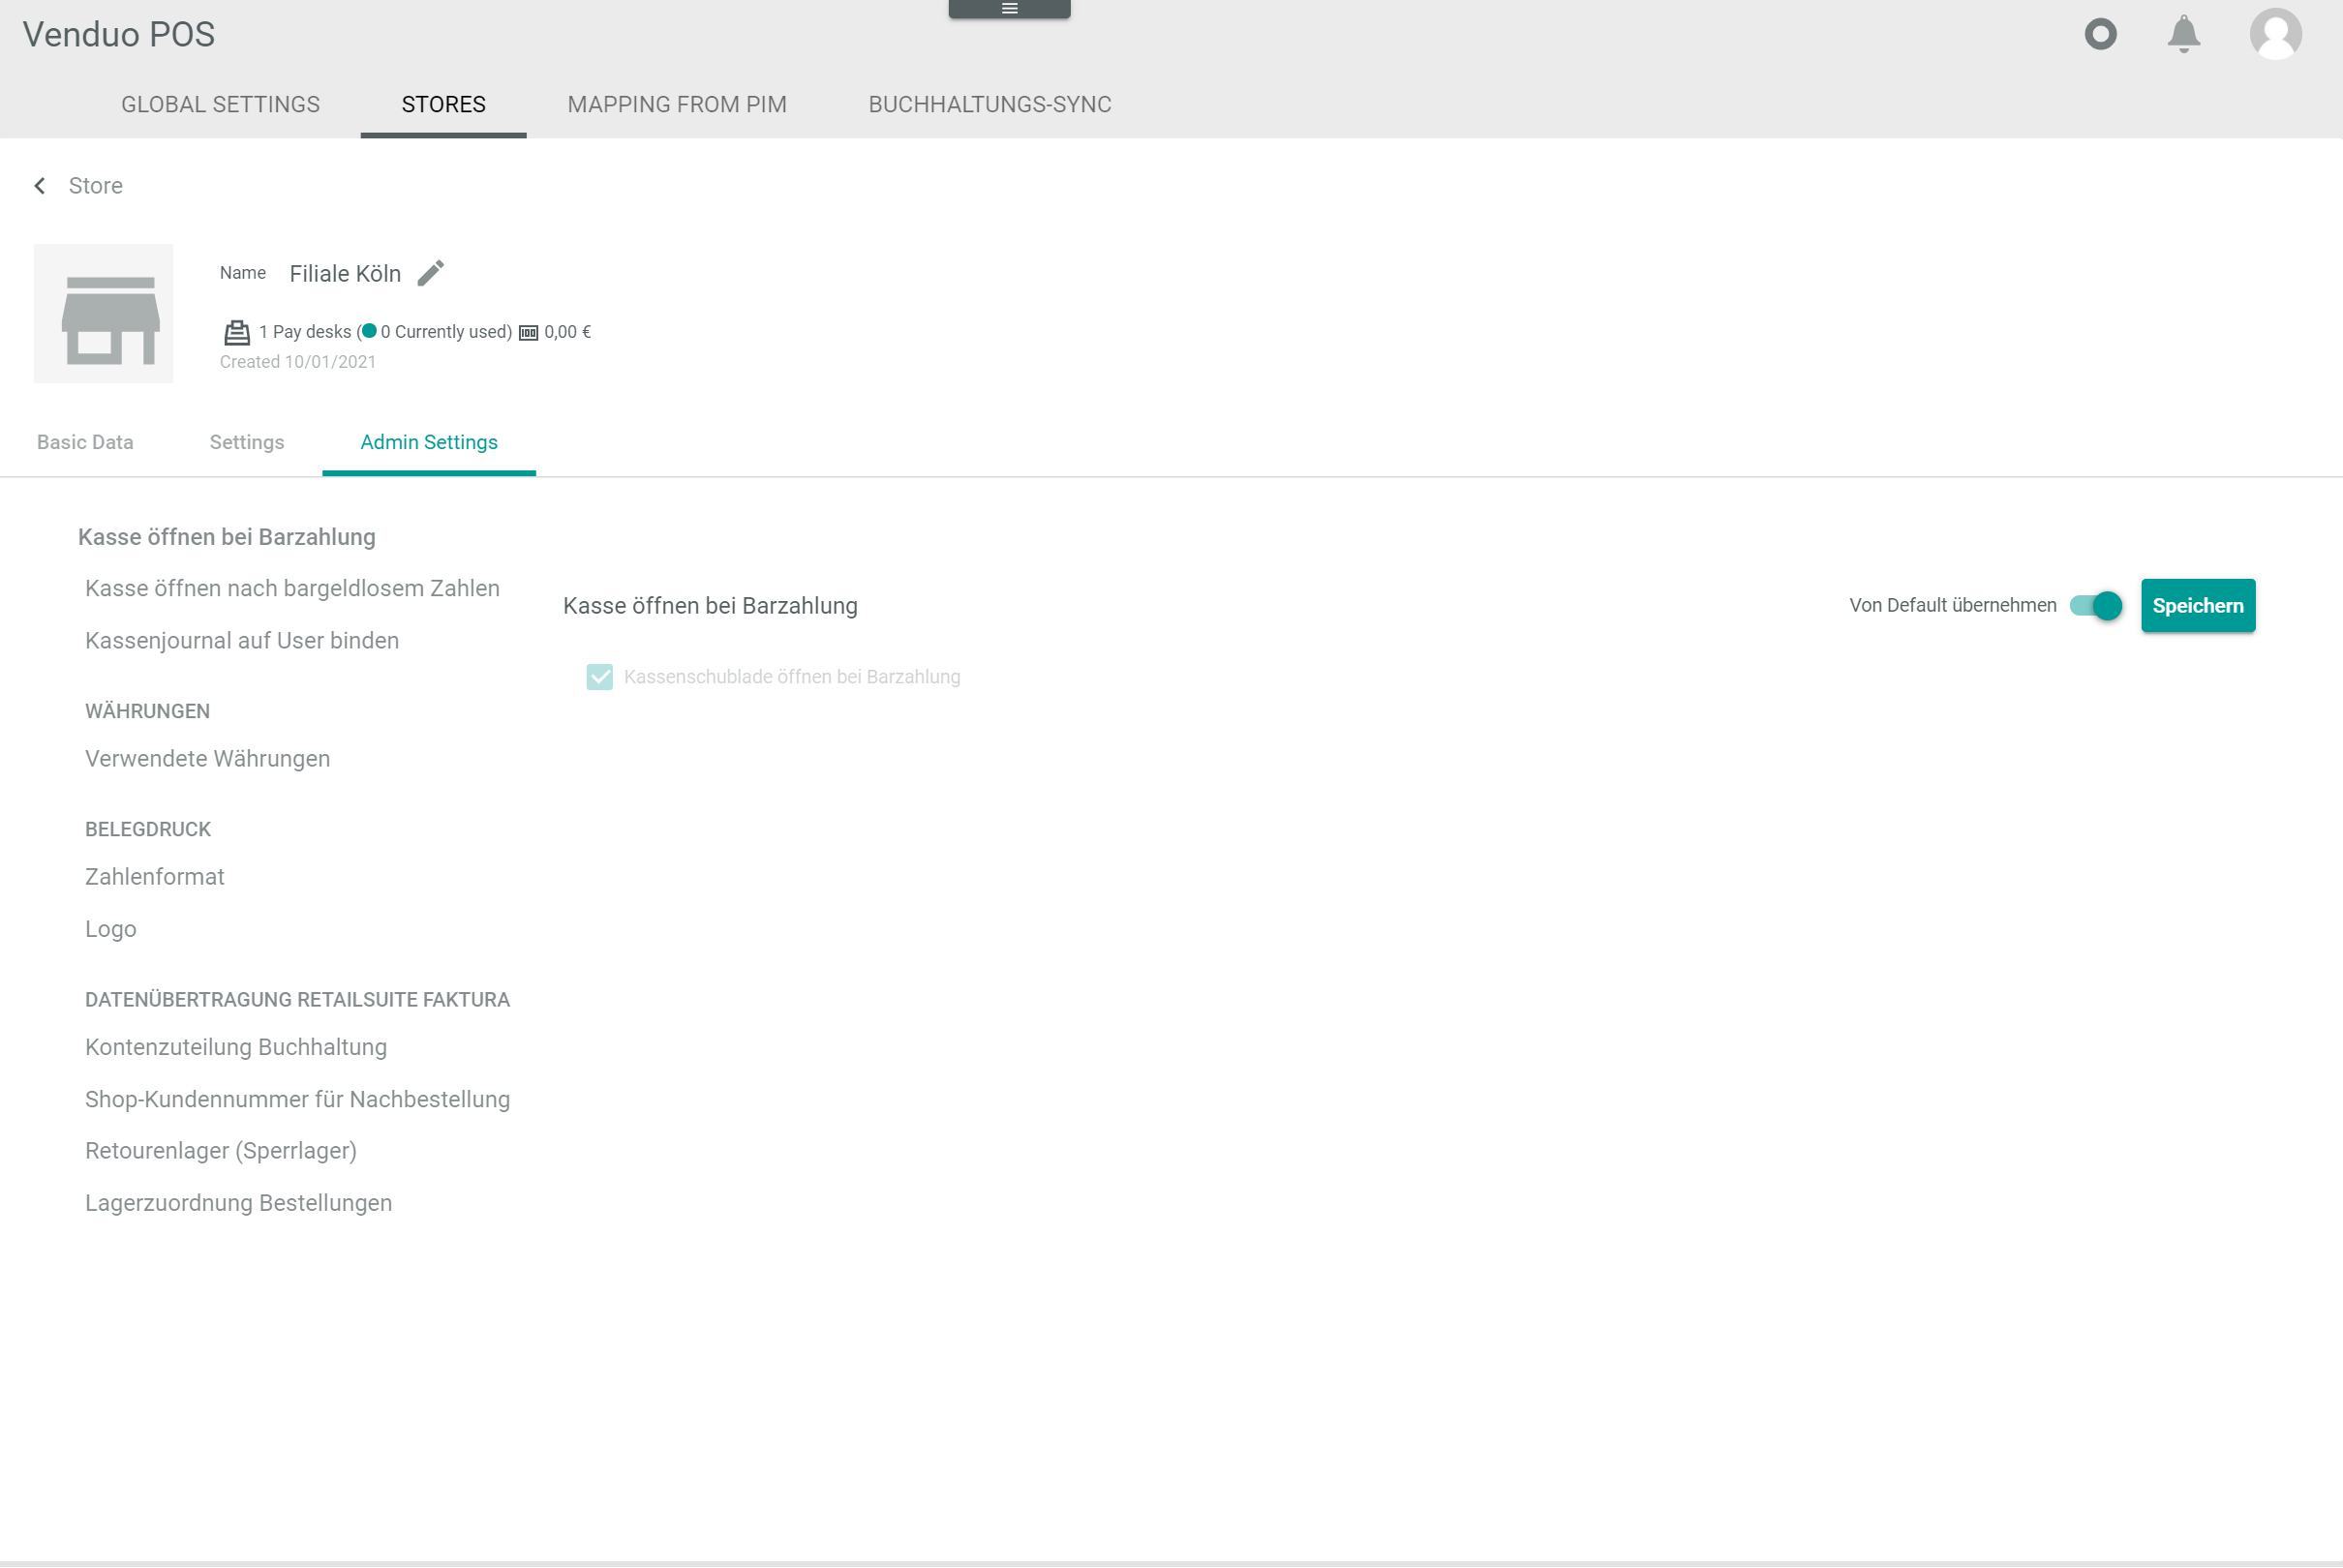 Venduo POS
GLOBAL SETTINGS STORES MAPPING FROM PIM BUCHHALTUNGS-SYNC
Store
Name Filiale Köln
1 Pay desks (0 Currently used) 0,00 €
Created 10/01/2021
Basic Data Settings Admin Settings
Kasse öffnen bei Barzahlung
Kasse öffnen nach bargeldlosem Zahlen
Kassenjournal auf User binden
WÄHRUNGEN
Verwendete Währungen
BELEGDRUCK
Zahlenformat
Logo
DATENÜBERTRAGUNG RETAILSUITE FAKTURA
Kontenzuteilung Buchhaltung
Shop-Kundennummer für Nachbestellung
Retourenlager (Sperrlager)
Lagerzuordnung Bestellungen
Kasse öffnen bei Barzahlung
Von Default übernehmen Speichern
Kassenschublade öffnen bei Barzahlung